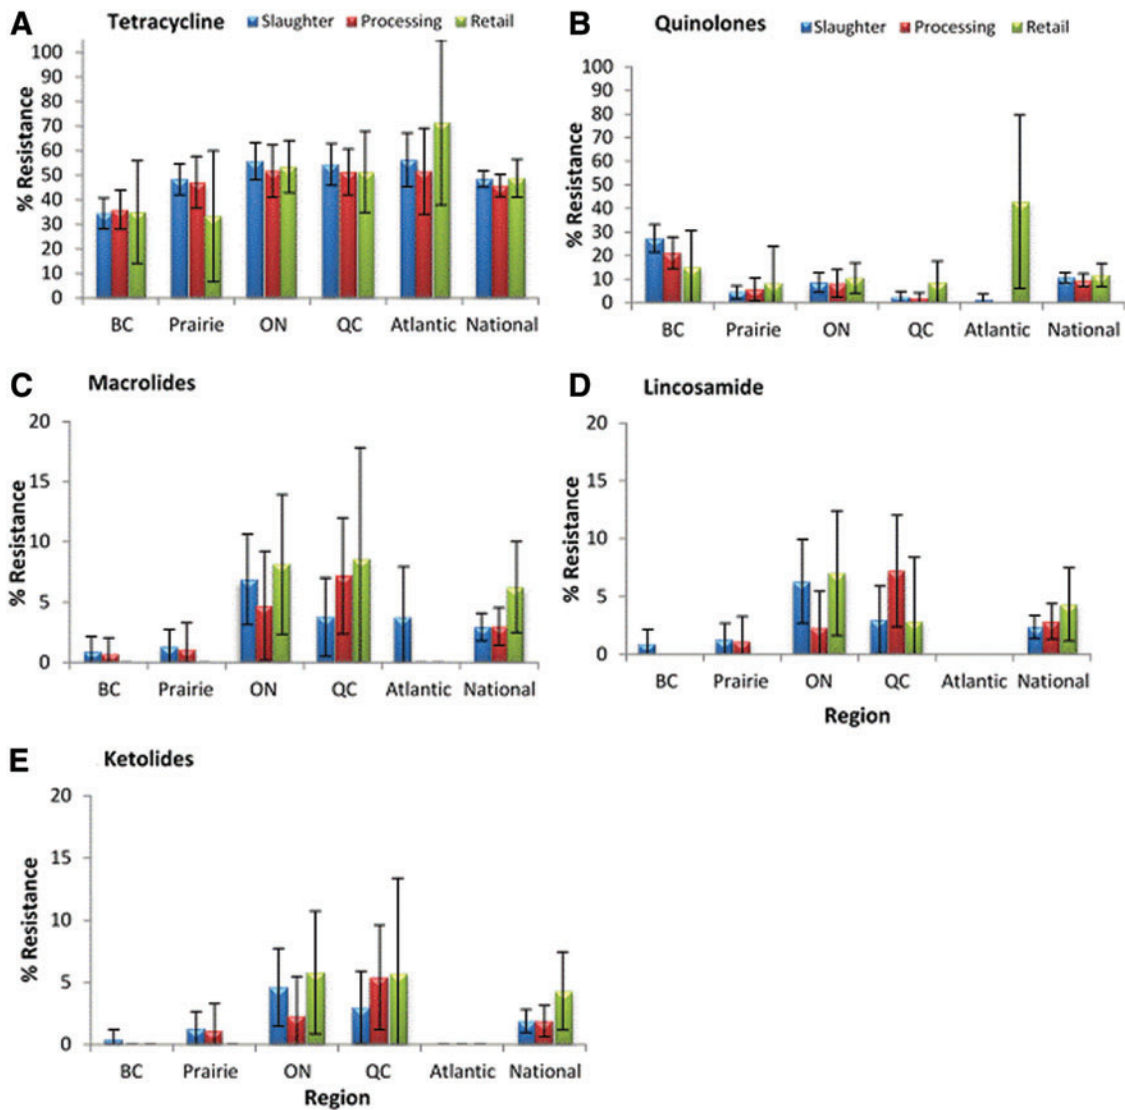 A Tetracycline Slaughter Processing Retail
% Resistance
100
90
80
70
60
50
40
30
20
10
0
BC Prairie ON QC Atlantic National
B Quinolones Slaughter Processing Retail
% Resistance
100
90
80
70
60
50
40
30
20
10
0
BC Prairie ON QC Atlantic National
C Macrolides
% Resistance
20
15
10
5
0
BC Prairie ON QC Atlantic National
D Lincosamide
% Resistance
20
15
10
5
0
BC Prairie ON QC Atlantic National
Region
E Ketolides
% Resistance
20
15
10
5
0
BC Prairie ON QC Atlantic National
Region